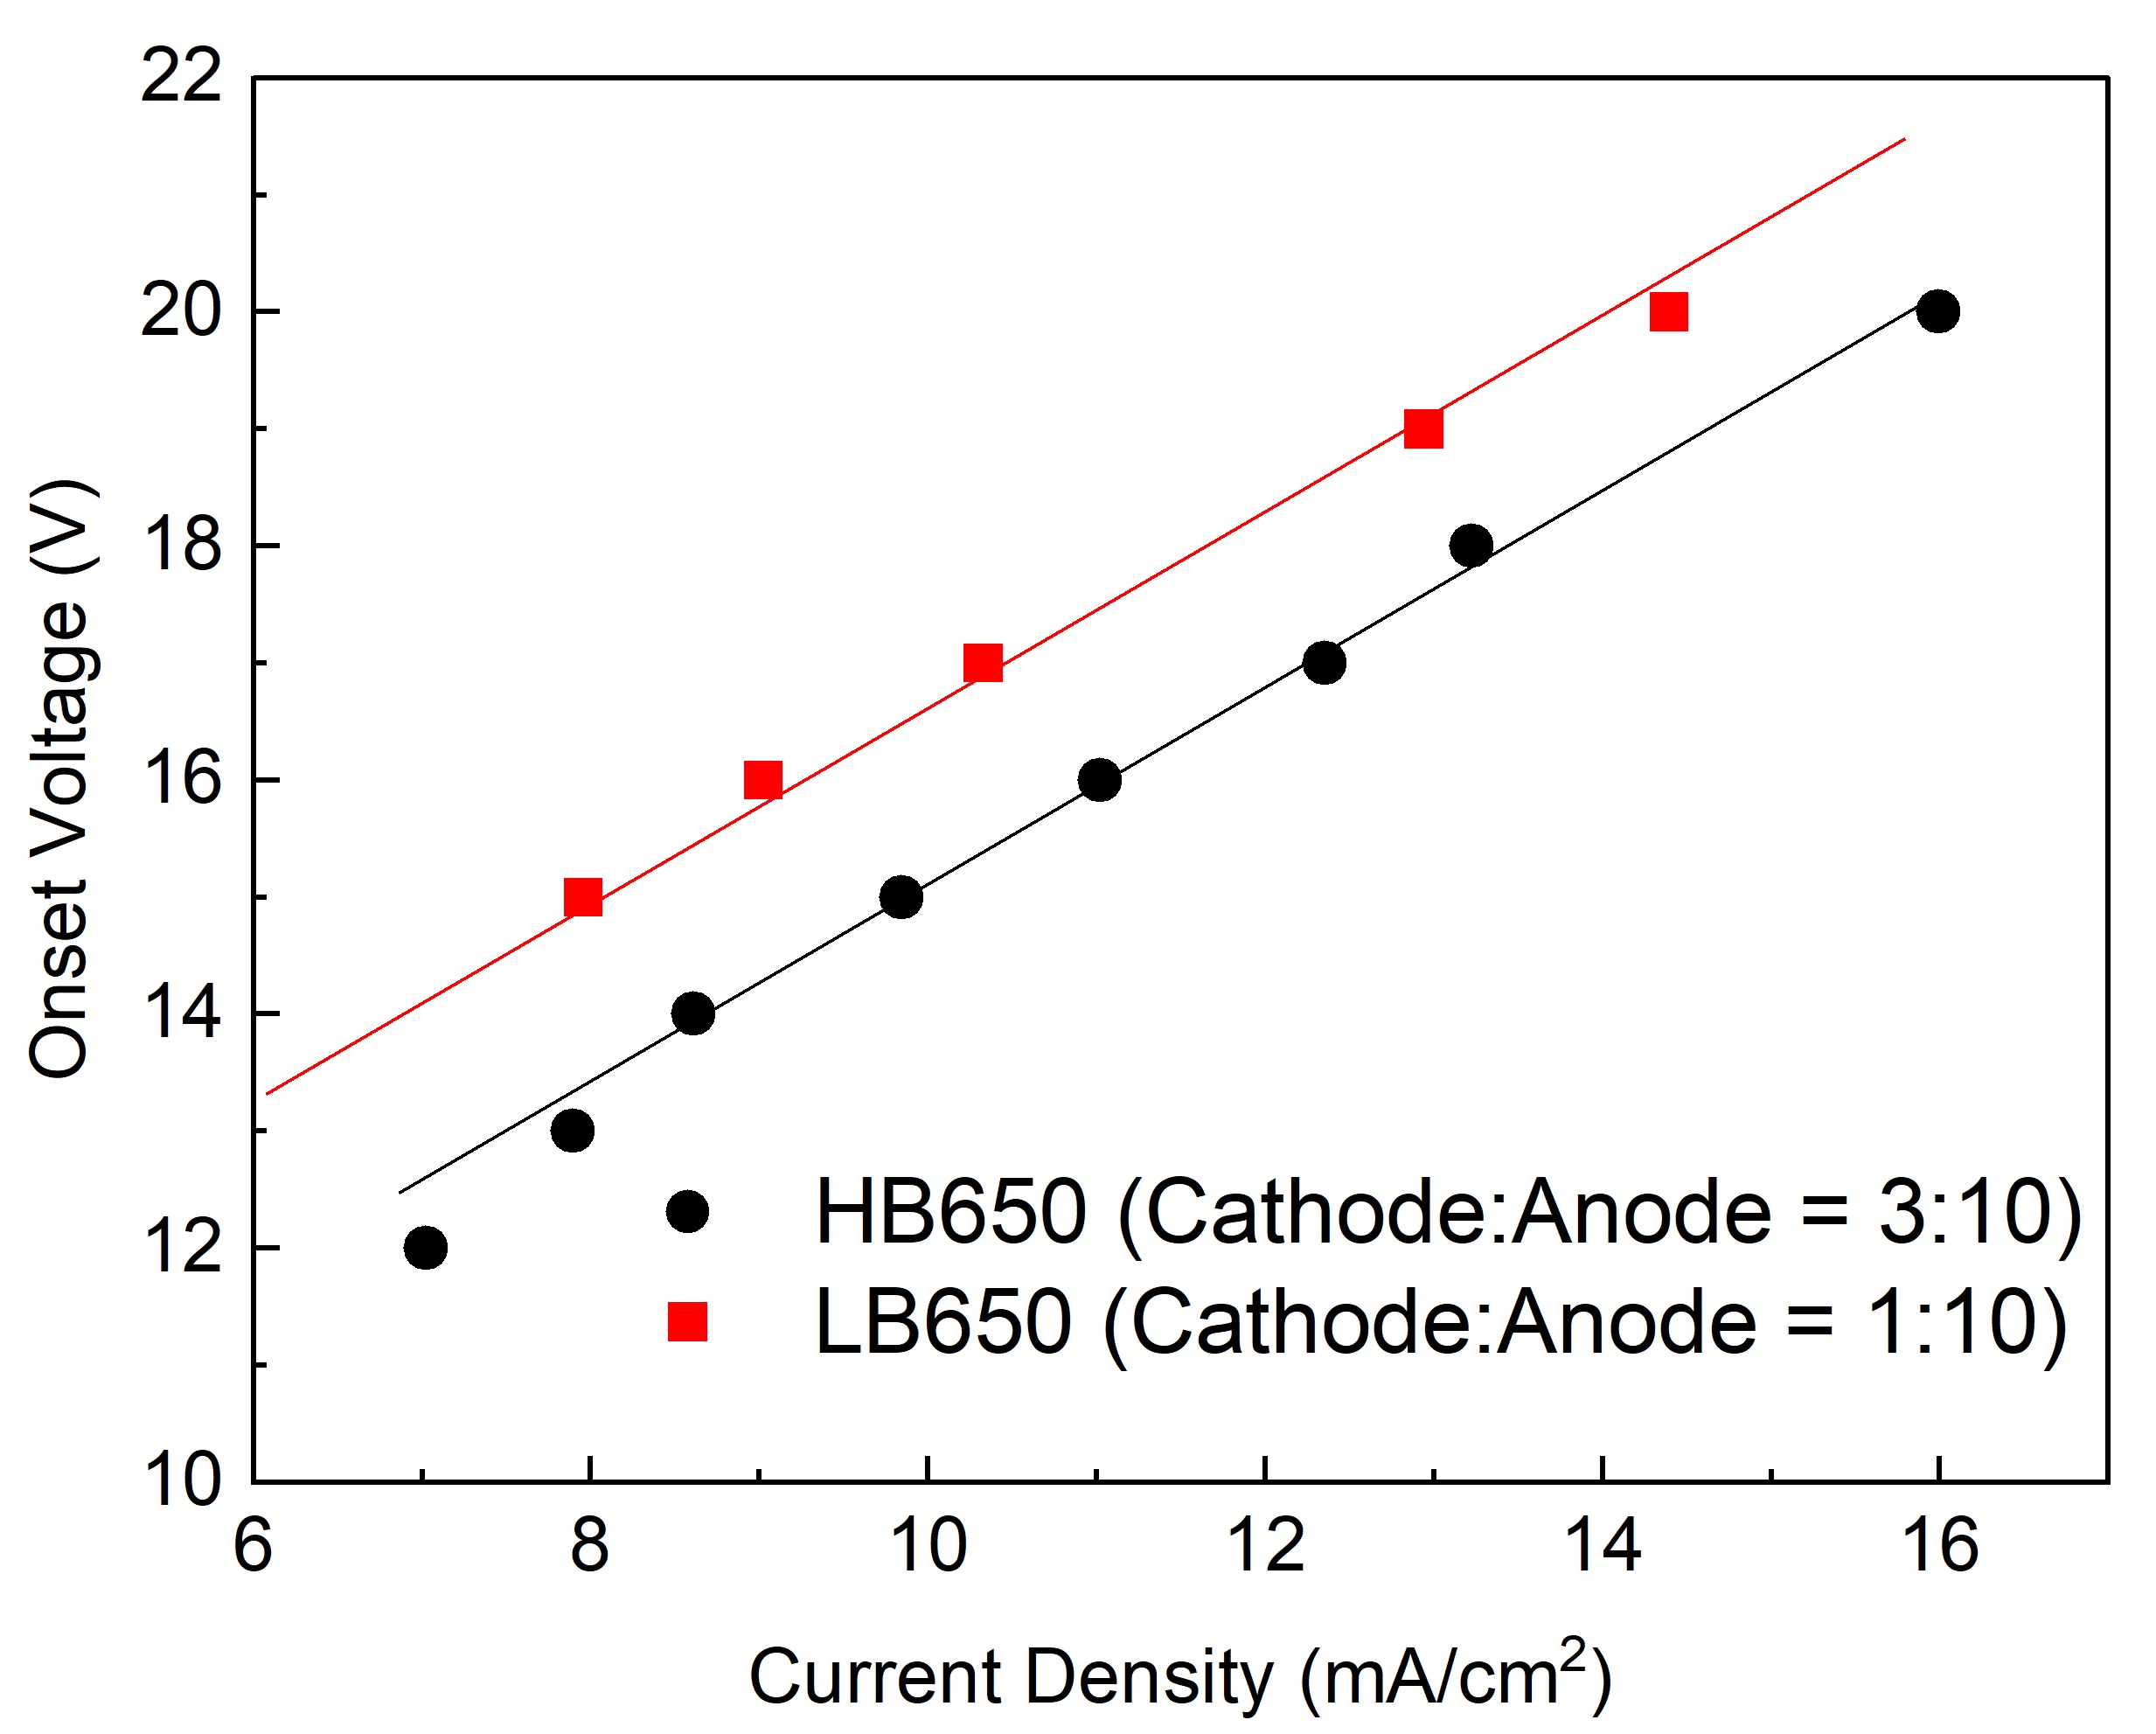 22
20
18
16
14
12
10
Onset Voltage (V)
HB650 (Cathode:Anode = 3:10)
LB650 (Cathode:Anode = 1:10)
6 8 10 12 14 16
Current Density (mA/cm²)